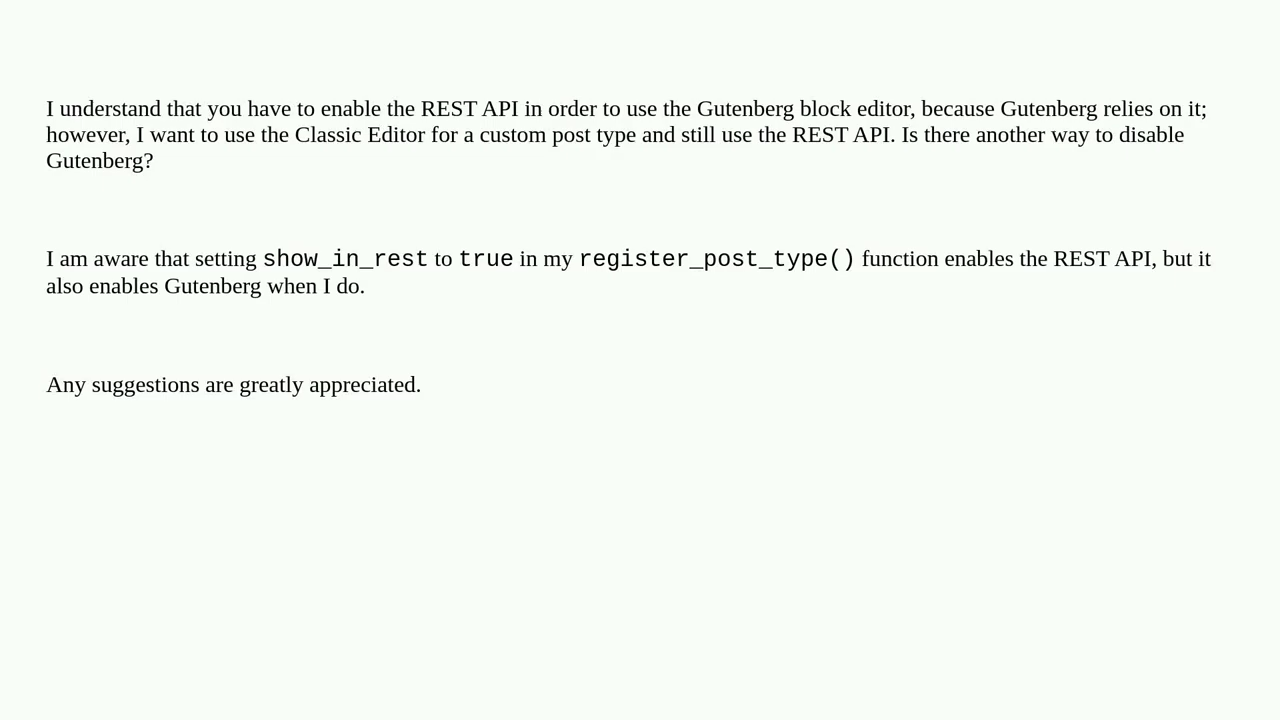 I understand that you have to enable the REST API in order to use the Gutenberg block editor, because Gutenberg relies on it;
however, I want to use the Classic Editor for a custom post type and still use the REST API. Is there another way to disable
Gutenberg?
I am aware that setting show_in_rest to true in my register_post_type() function enables the REST API, but it
also enables Gutenberg when I do.
Any suggestions are greatly appreciated.